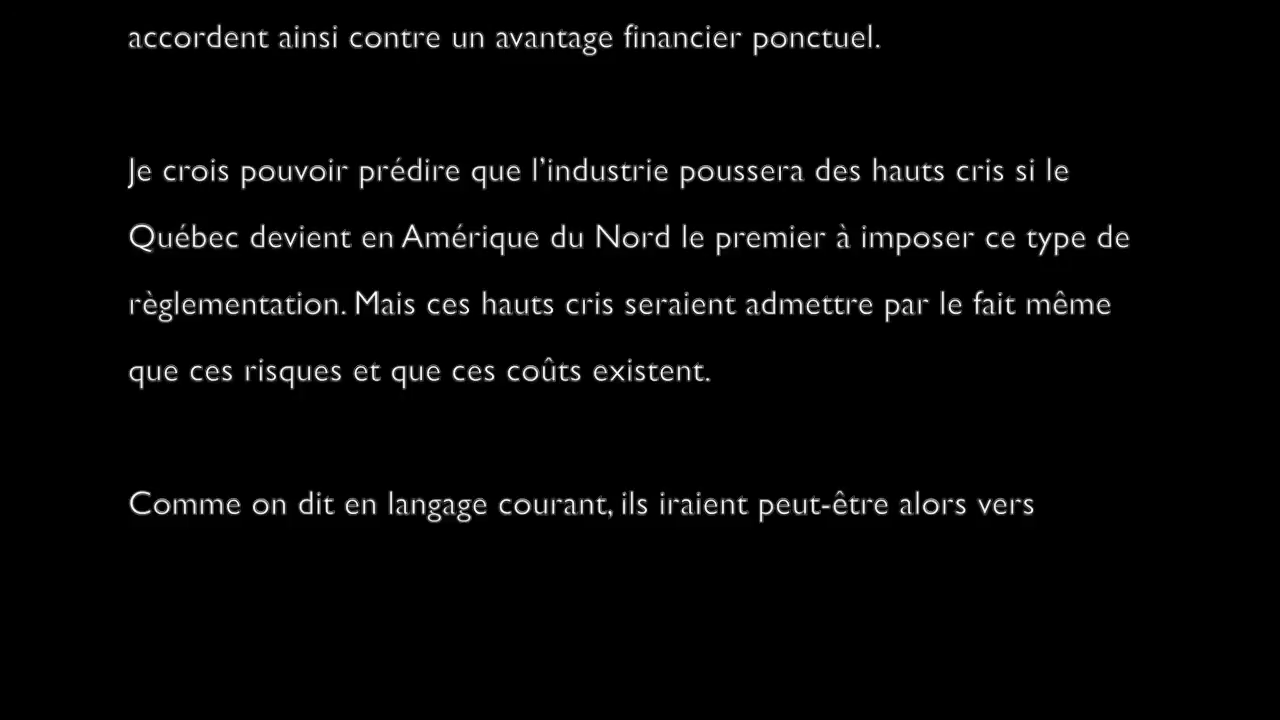 accordent ainsi contre un avantage financier ponctuel.
Je crois pouvoir prédire que l’industrie poussera des hauts cris si le
Québec devient en Amérique du Nord le premier à imposer ce type de
règlementation. Mais ces hauts cris seraient admettre par le fait même
que ces risques et que ces coûts existent.
Comme on dit en langage courant, ils iraient peut-être alors vers